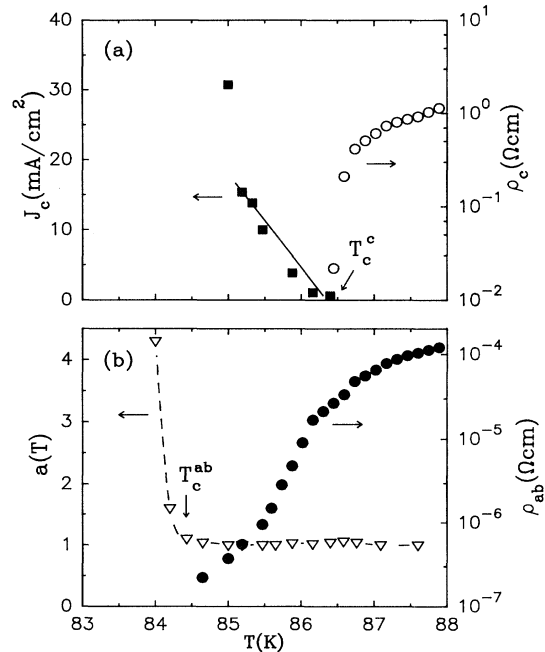 (a)
40
30
20
10
0
J_c(mA/cm^2)
10^1
10^0
10^-1
10^-2
ρ_c(Ωcm)
T_c^c
(b)
4
3
2
1
0
a(T)
10^-4
10^-5
10^-6
10^-7
ρ_ab(Ωcm)
T_c^ab
83 84 85 86 87 88
T(K)